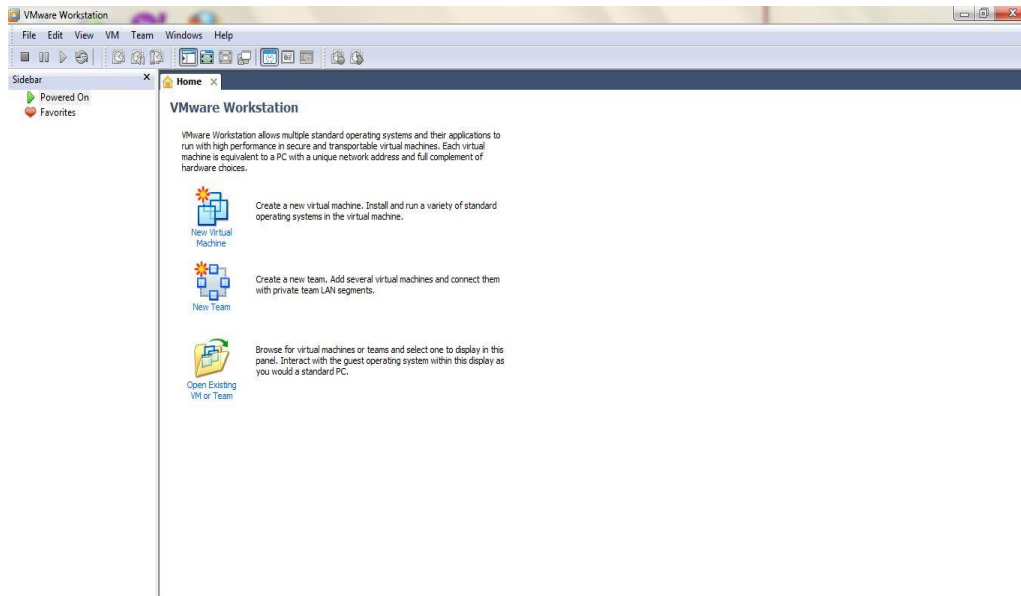 VMware Workstation
File Edit View VM Team Windows Help
Sidebar
Powered On
Favorites
Home
VMware Workstation
VMware Workstation allows multiple standard operating systems and their applications to
run with high performance in secure and transportable virtual machines. Each virtual
machine is equivalent to a PC with a unique network address and full complement of
hardware choices.
New Virtual
Machine
Create a new virtual machine. Install and run a variety of standard
operating systems in the virtual machine.
New Team
Create a new team. Add several virtual machines and connect them
with private team LAN segments.
Open Existing
VM or Team
Browse for virtual machines or teams and select one to display in this
panel. Interact with the guest operating system within this display as
you would a standard PC.